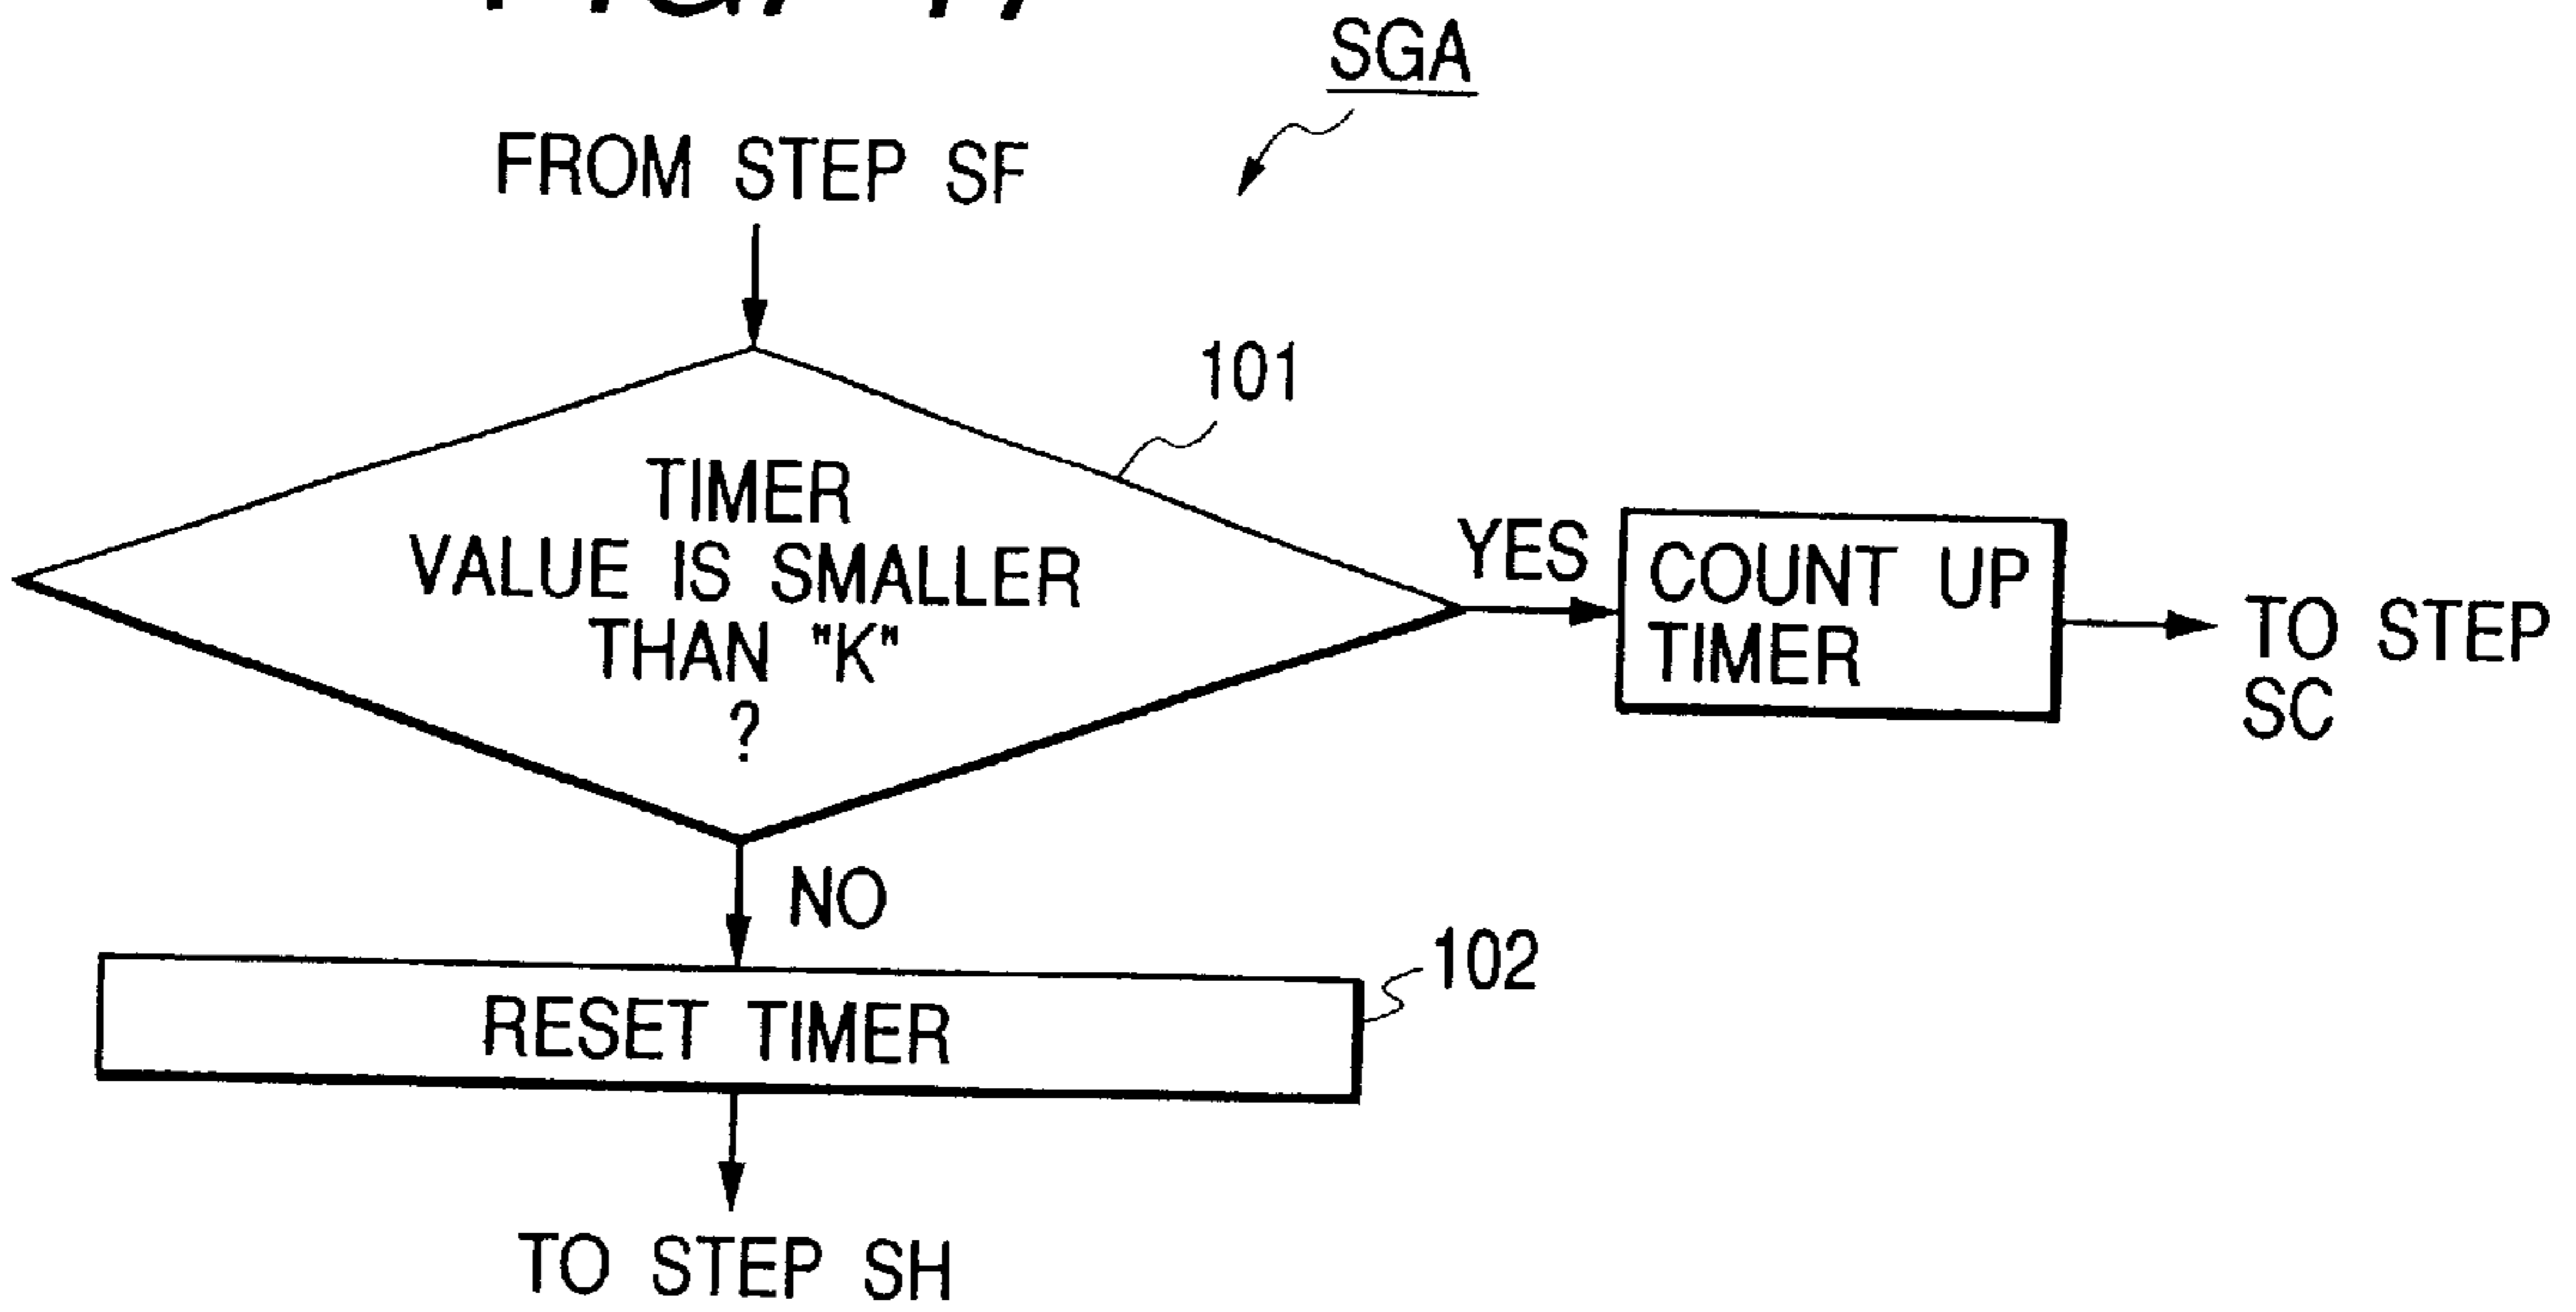 SGA
FROM STEP SF
101
TIMER
VALUE IS SMALLER
THAN "K"
?
YES
COUNT UP
TIMER
TO STEP
SC
NO
102
RESET TIMER
TO STEP SH